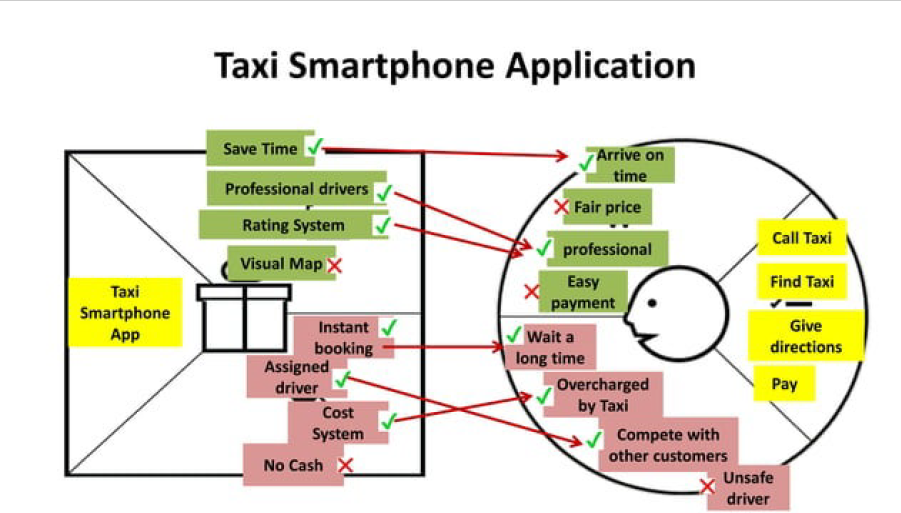 Taxi Smartphone Application
Save Time
Professional drivers
Rating System
Visual Map
Taxi
Smartphone
App
Instant
booking
Assigned
driver
Cost
System
No Cash
Arrive on
time
Fair price
professional
Easy
payment
Wait a
long time
Overcharged
by Taxi
Compete with
other customers
Unsafe
driver
Call Taxi
Find Taxi
Give
directions
Pay